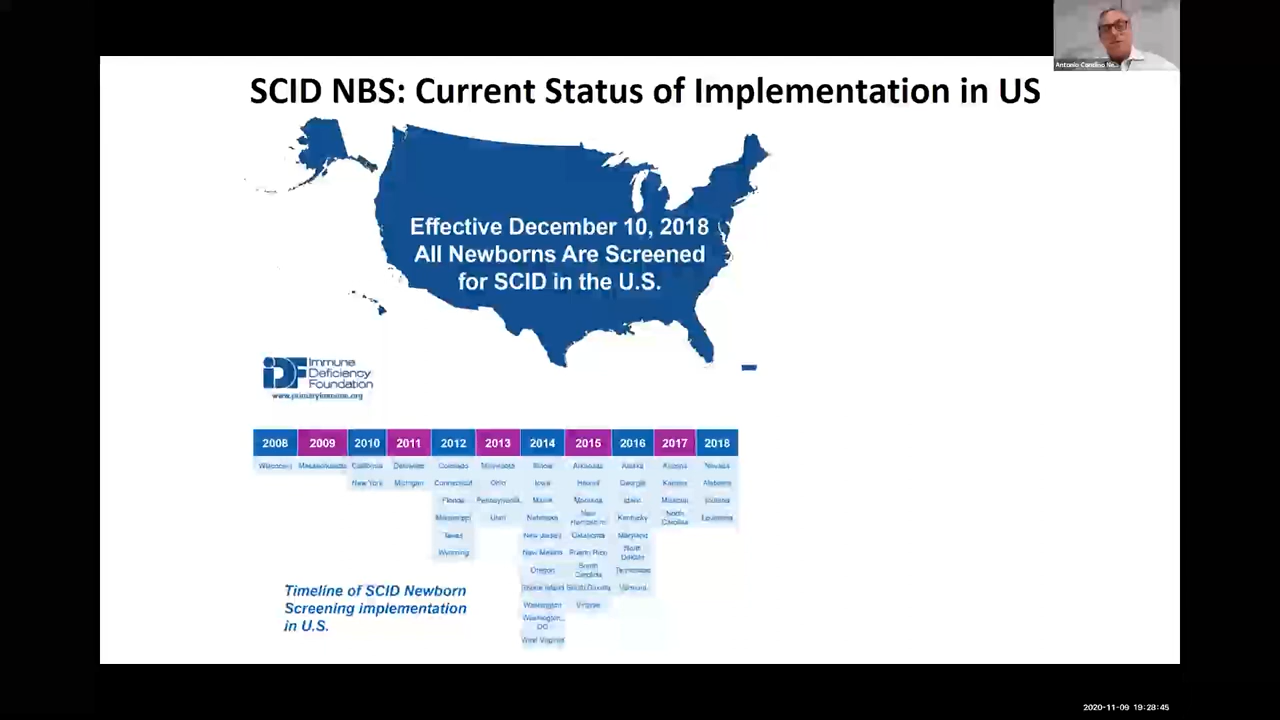 Antonio Condino Ne...
SCID NBS: Current Status of Implementation in US
Effective December 10, 2018
All Newborns Are Screened
for SCID in the U.S.
iDF Immune
Deficiency
Foundation
www.primaryimmune.org
2008 2009 2010 2011 2012 2013 2014 2015 2016 2017 2018
Wisconsin Massachusetts California Delaware Colorado Minnesota Illinois Arkansas Alaska Nevada
New York Michigan Connecticut Ohio Iowa Hawaii Georgia Kansas Alabama
Florida Pennsylvania Maine Montana Idaho Missouri Indiana
Mississippi Utah Nebraska New
Hampshire Kentucky North
Carolina Louisiana
Texas New Jersey Oklahoma Maryland
Wyoming New Mexico Puerto Rico North
Dakota
Oregon South
Carolina Tennessee
Rhode Island South Dakota Vermont
Washington Virginia
Washington,
DC
West Virginia
Timeline of SCID Newborn
Screening implementation
in U.S.
2020-11-09 19:28:45